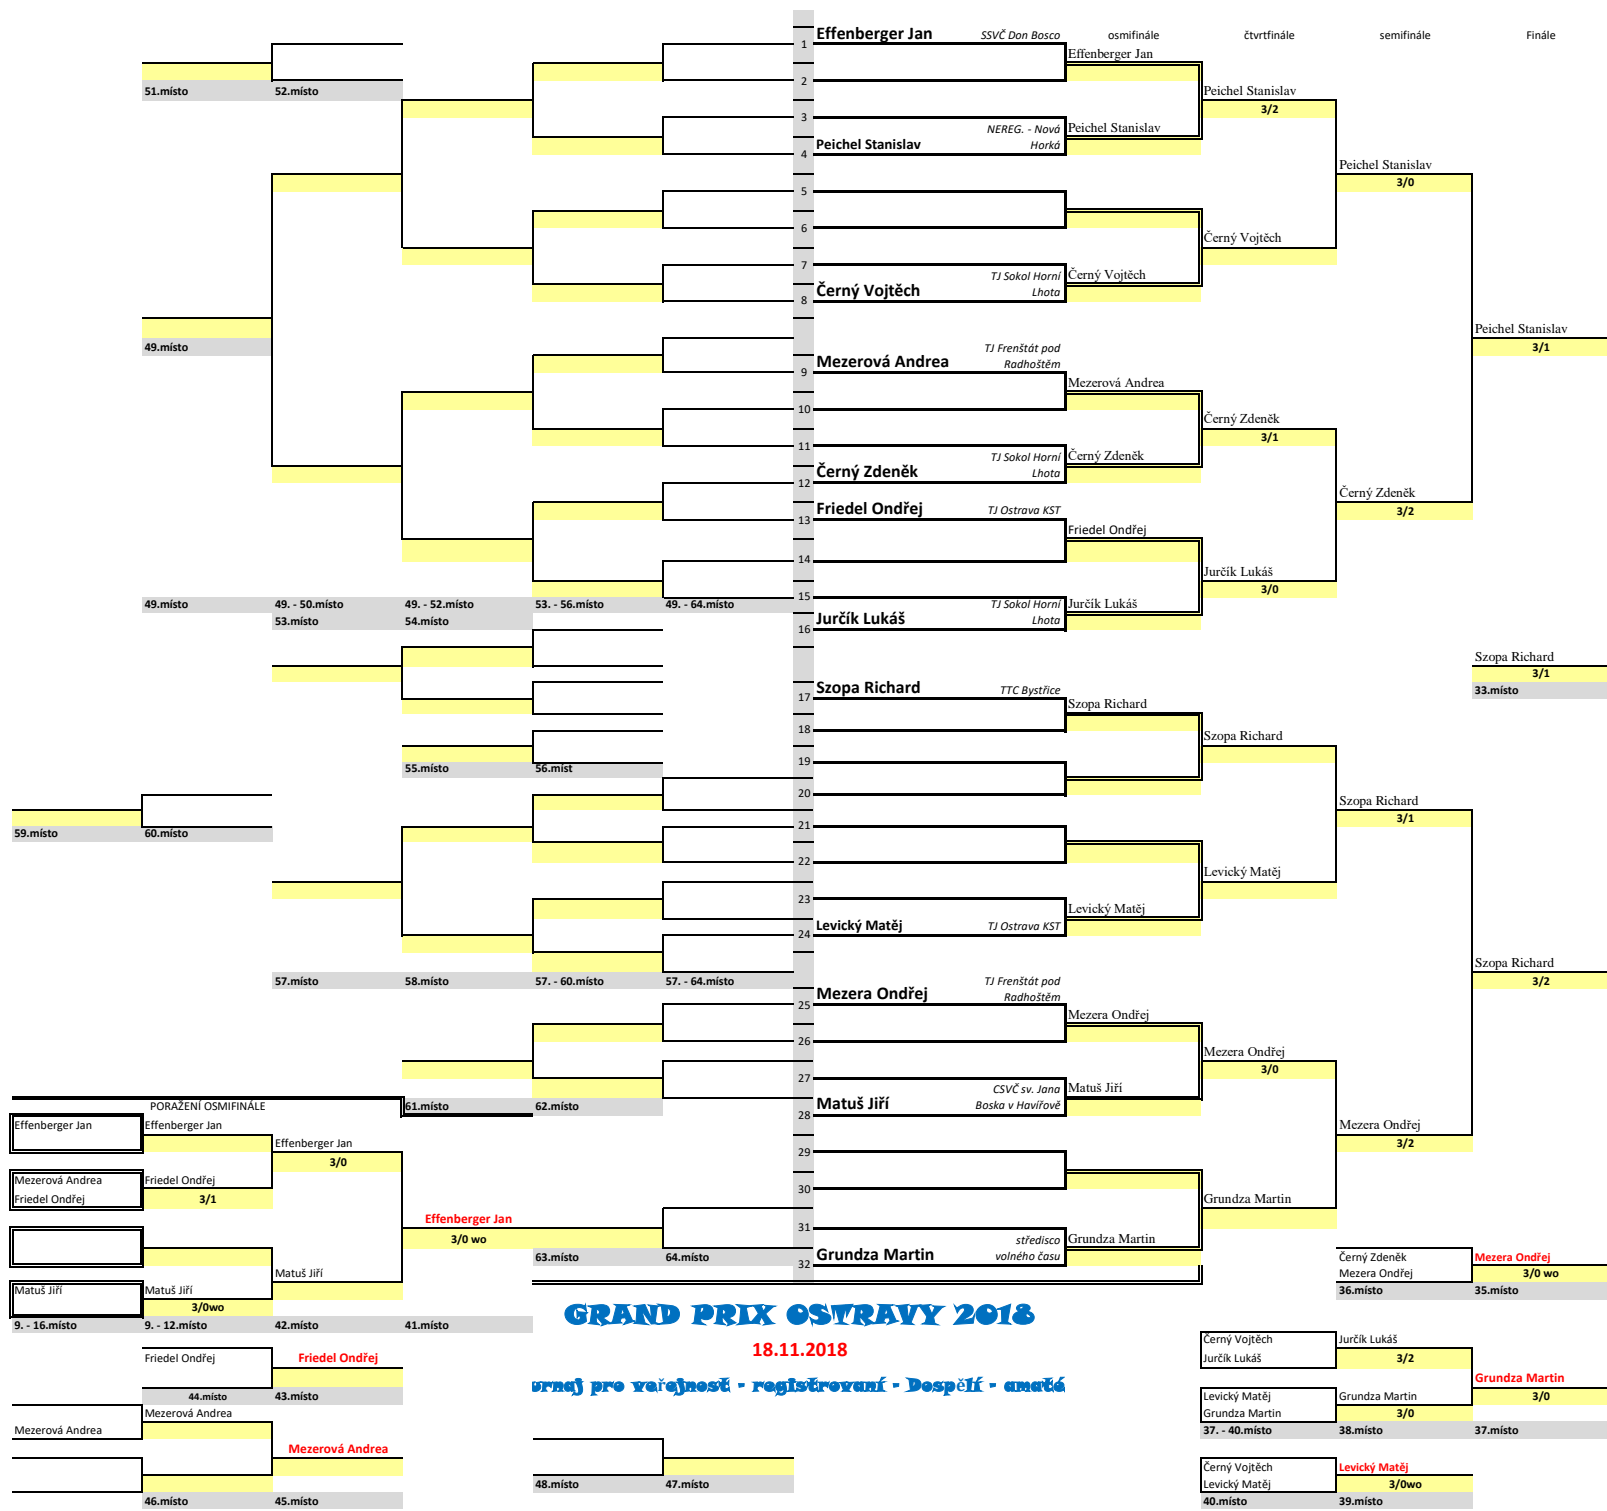 Effenberger Jan SSVČ Don Bosco osmifinále čtvrtfinále semifinále Finále
1 Effenberger Jan
2
51.místo 52.místo Peichel Stanislav
3/2
3
NEREG. - Nová Peichel Stanislav
Peichel Stanislav Horká
4
Peichel Stanislav
3/0
5
6
Černý Vojtěch
7
TJ Sokol Horní Černý Vojtěch
Černý Vojtěch Lhota
8
Peichel Stanislav
49.místo 3/1
TJ Frenštát pod
Mezerová Andrea Radhoštěm
9
Mezerová Andrea
10
Černý Zdeněk
3/1
11
TJ Sokol Horní Černý Zdeněk
Černý Zdeněk Lhota
12
Černý Zdeněk
3/2
Friedel Ondřej TJ Ostrava KST
13
Friedel Ondřej
14
Jurčík Lukáš
3/0
15
49.místo 49. - 50.místo 49. - 52.místo 53. - 56.místo 49. - 64.místo TJ Sokol Horní Jurčík Lukáš
53.místo 54.místo Jurčík Lukáš Lhota
16
Szopa Richard
3/1
33.místo
Szopa Richard TTC Bystřice
17
Szopa Richard
18
Szopa Richard
19
55.místo 56.míst
20
Szopa Richard
3/1
21
59.místo 60.místo
22
Levický Matěj
23
Levický Matěj
Levický Matěj TJ Ostrava KST
24
Szopa Richard
3/2
57.místo 58.místo 57. - 60.místo 57. - 64.místo TJ Frenštát pod
Mezera Ondřej Radhoštěm
25
Mezera Ondřej
26
Mezera Ondřej
3/0
27
CSVČ sv. Jana Matuš Jiří
Matuš Jiří Boska v Havířově
28
61.místo 62.místo
PORAŽENÍ OSMIFINÁLE
Effenberger Jan Effenberger Jan Mezera Ondřej
3/2
Effenberger Jan
3/0
29
Mezerová Andrea Friedel Ondřej
Friedel Ondřej 3/1
30
Grundza Martin
Effenberger Jan
3/0 wo
31
středisko Grundza Martin
Grundza Martin volného času
32
63.místo 64.místo Černý Zdeněk Mezera Ondřej
Mezera Ondřej 3/0 wo
36.místo 35.místo
Matuš Jiří
Matuš Jiří Matuš Jiří
3/0wo
9. - 16.místo 9. - 12.místo 42.místo 41.místo
GRAND PRIX OSTRAVY 2018
18.11.2018
Černý Vojtěch Jurčík Lukáš
Jurčík Lukáš 3/2
Friedel Ondřej Friedel Ondřej
44.místo 43.místo
pro veřejnost - registrovaní - Dospělí -
Grundza Martin
3/0
Levický Matěj Grundza Martin
Grundza Martin 3/0
37. - 40.místo 38.místo 37.místo
Mezerová Andrea
Mezerová Andrea
Mezerová Andrea
46.místo 45.místo
48.místo 47.místo
Černý Vojtěch Levický Matěj
Levický Matěj 3/0wo
40.místo 39.místo